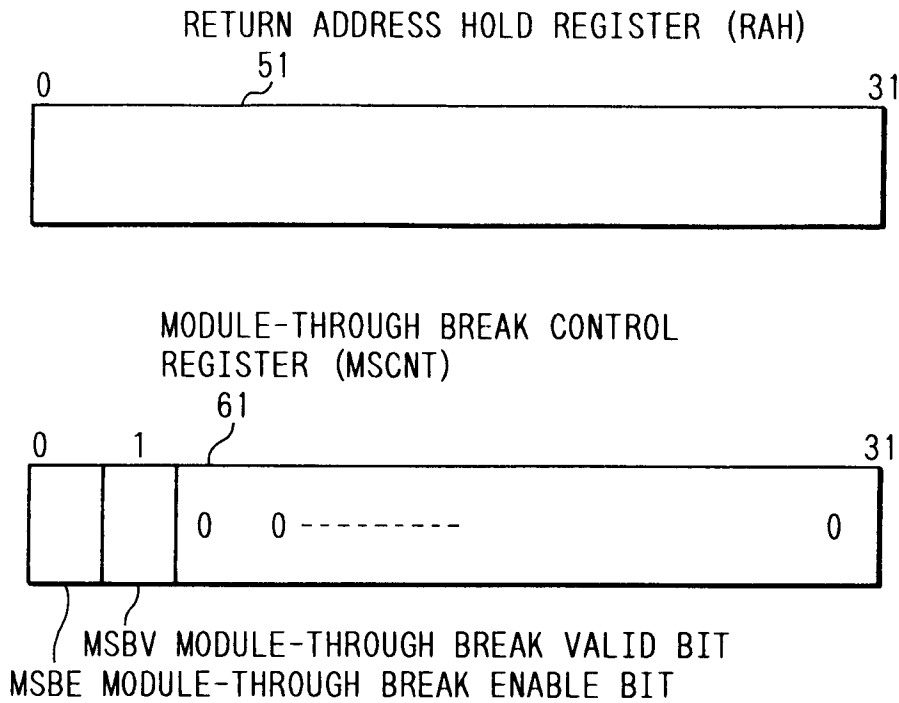 RETURN ADDRESS HOLD REGISTER (RAH)
51
0 31
MODULE-THROUGH BREAK CONTROL
REGISTER (MSCNT)
61
0 1 31
0 0 --------- 0
MSBV MODULE-THROUGH BREAK VALID BIT
MSBE MODULE-THROUGH BREAK ENABLE BIT